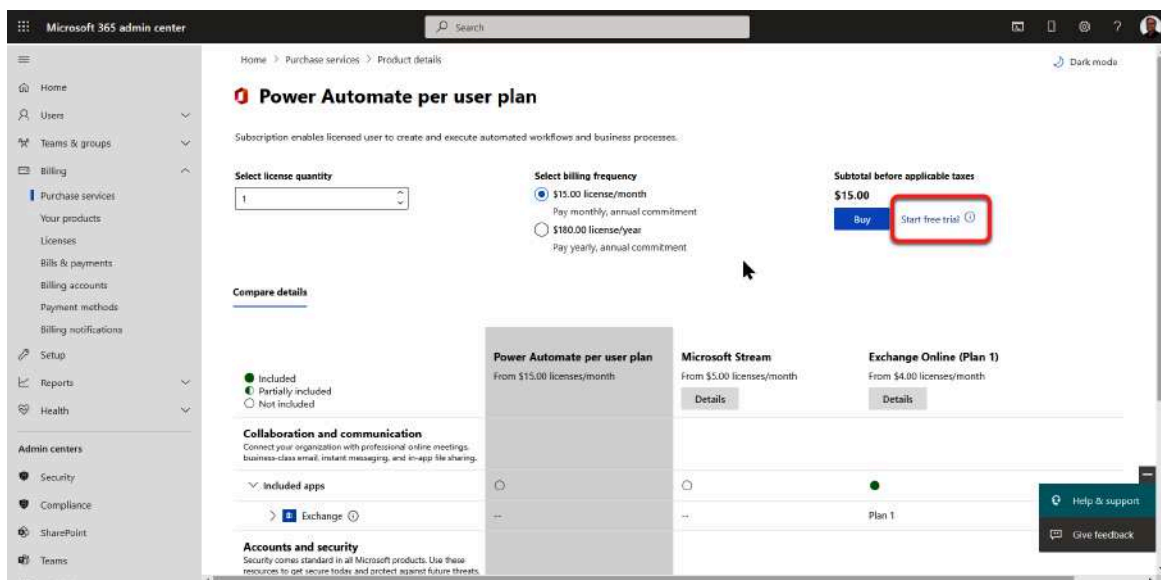 Microsoft 365 admin center
Search
?
Home > Purchase services > Product details
Dark mode
Home
Users
Teams & groups
Billing
Purchase services
Your products
Licenses
Bills & payments
Billing accounts
Payment methods
Billing notifications
Setup
Reports
Health
Admin centers
Security
Compliance
SharePoint
Teams
Power Automate per user plan
Subscription enables licensed user to create and execute automated workflows and business processes.
Select license quantity
1
Select billing frequency
$15.00 license/month
Pay monthly, annual commitment
$180.00 license/year
Pay yearly, annual commitment
Subtotal before applicable taxes
$15.00
Buy
Start free trial
Compare details
Included
Partially included
Not included
Power Automate per user plan
From $15.00 licenses/month
Microsoft Stream
From $5.00 licenses/month
Details
Exchange Online (Plan 1)
From $4.00 licenses/month
Details
Collaboration and communication
Connect your organization with professional online meetings,
business-class email, instant messaging, and in-app file sharing.
Included apps
Exchange
--
--
Plan 1
Accounts and security
Security comes standard in all Microsoft products. Use these
resources to get secure today and protect against future threats.
Help & support
Give feedback